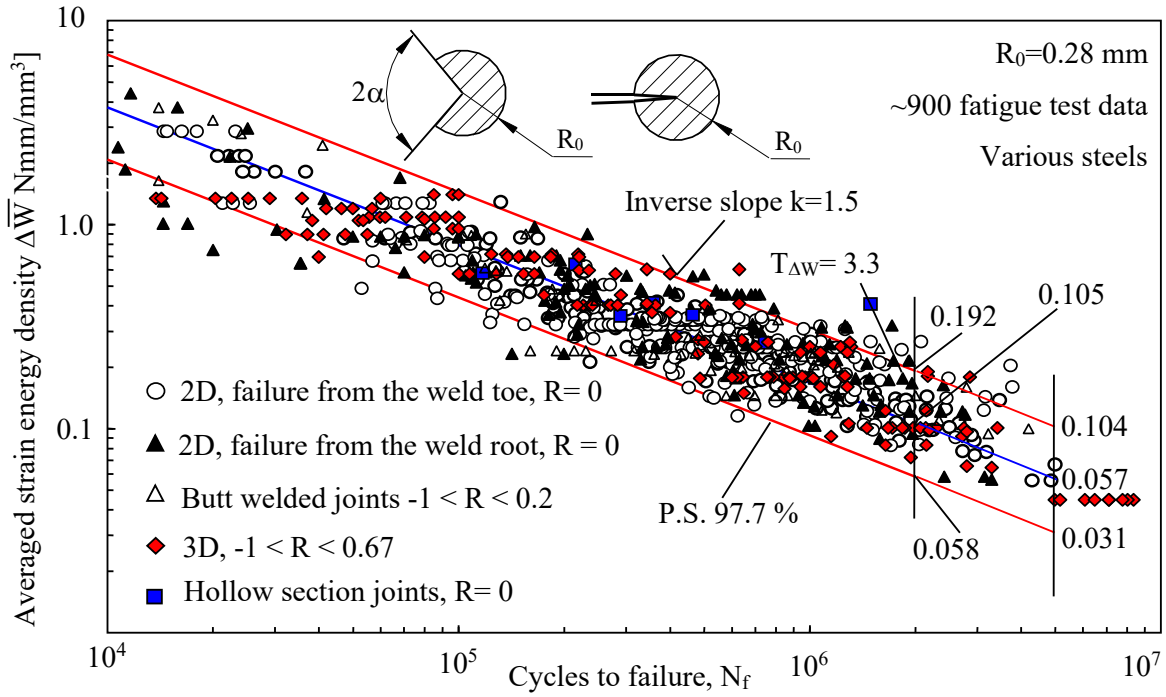 Averaged strain energy density ΔW̅ Nmm/mm³
10
1.0
0.1
10⁴
10⁵
10⁶
10⁷
Cycles to failure, N_f
2α
R₀
R₀
R₀=0.28 mm
~900 fatigue test data
Various steels
Inverse slope k=1.5
T_ΔW= 3.3
0.192
0.105
0.104
0.057
0.031
0.058
P.S. 97.7 %
2D, failure from the weld toe, R= 0
2D, failure from the weld root, R = 0
Butt welded joints -1 < R < 0.2
3D, -1 < R < 0.67
Hollow section joints, R= 0